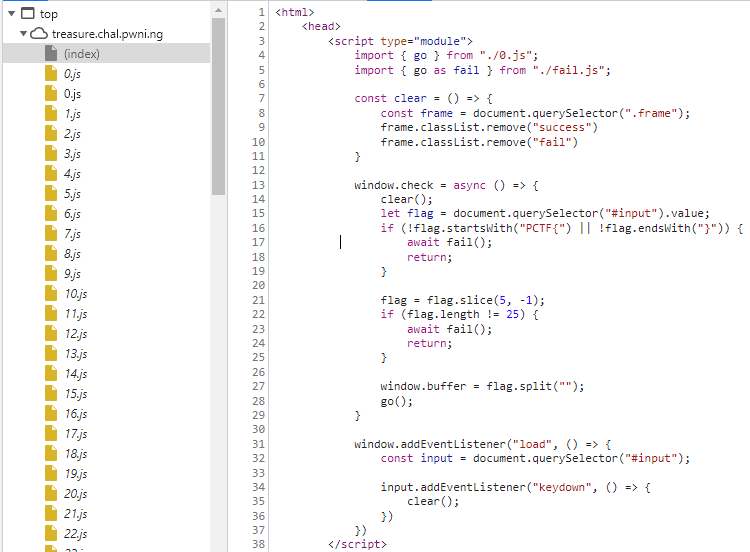 top
treasure.chal.pwni.ng
(index)
0.js
0.js
1.js
2.js
3.js
4.js
5.js
6.js
7.js
8.js
9.js
10.js
11.js
12.js
13.js
14.js
15.js
16.js
17.js
18.js
19.js
20.js
21.js
22.js
1 <html>
2     <head>
3         <script type="module">
4             import { go } from "./0.js";
5             import { go as fail } from "./fail.js";
6
7             const clear = () => {
8                 const frame = document.querySelector(".frame");
9                 frame.classList.remove("success")
10                 frame.classList.remove("fail")
11             }
12
13             window.check = async () => {
14                 clear();
15                 let flag = document.querySelector("#input").value;
16                 if (!flag.startsWith("PCTF{") || !flag.endsWith("}")) {
17                     await fail();
18                     return;
19                 }
20
21                 flag = flag.slice(5, -1);
22                 if (flag.length != 25) {
23                     await fail();
24                     return;
25                 }
26
27                 window.buffer = flag.split("");
28                 go();
29             }
30
31             window.addEventListener("load", () => {
32                 const input = document.querySelector("#input");
33
34                 input.addEventListener("keydown", () => {
35                     clear();
36                 })
37             })
38         </script>